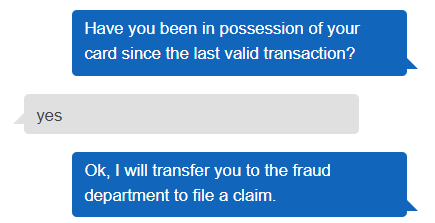 Have you been in possession of your
card since the last valid transaction?
yes
Ok, I will transfer you to the fraud
department to file a claim.